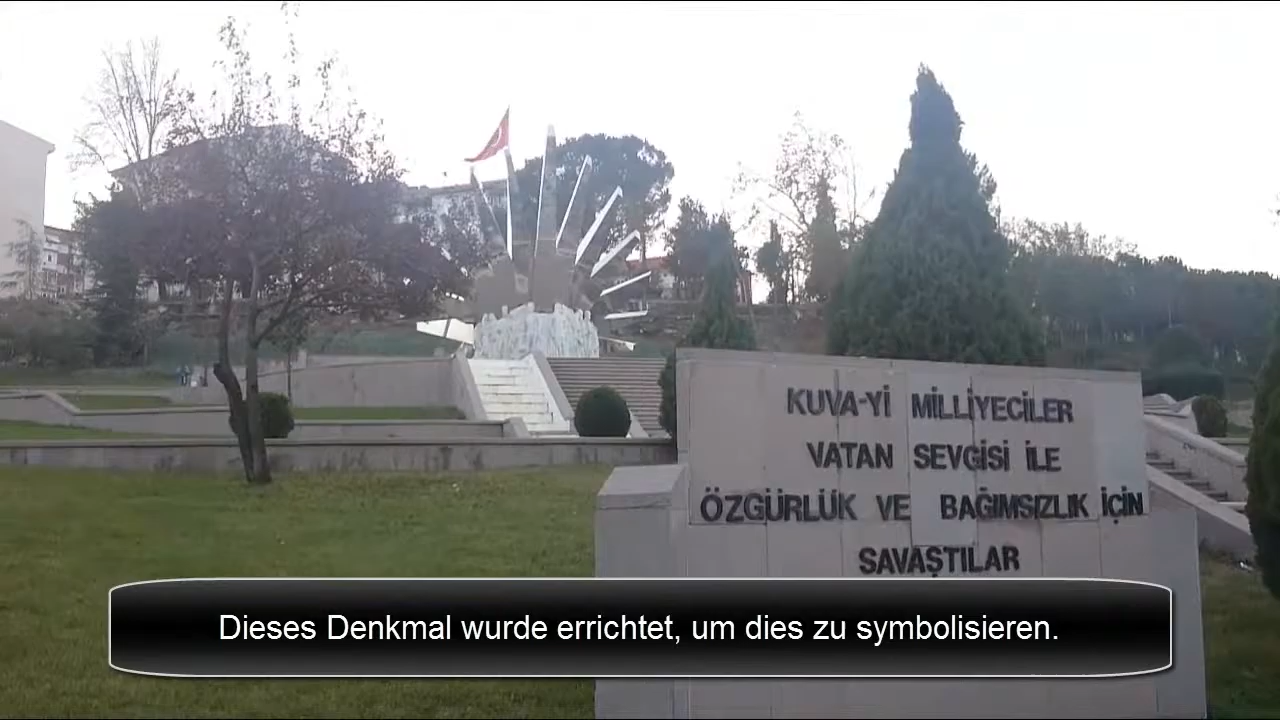 KUVA-Yİ MİLLİYECİLER
VATAN SEVGİSİ İLE
ÖZGÜRLÜK VE BAĞIMSIZLIK İÇİN
SAVAŞTILAR
Dieses Denkmal wurde errichtet, um dies zu symbolisieren.